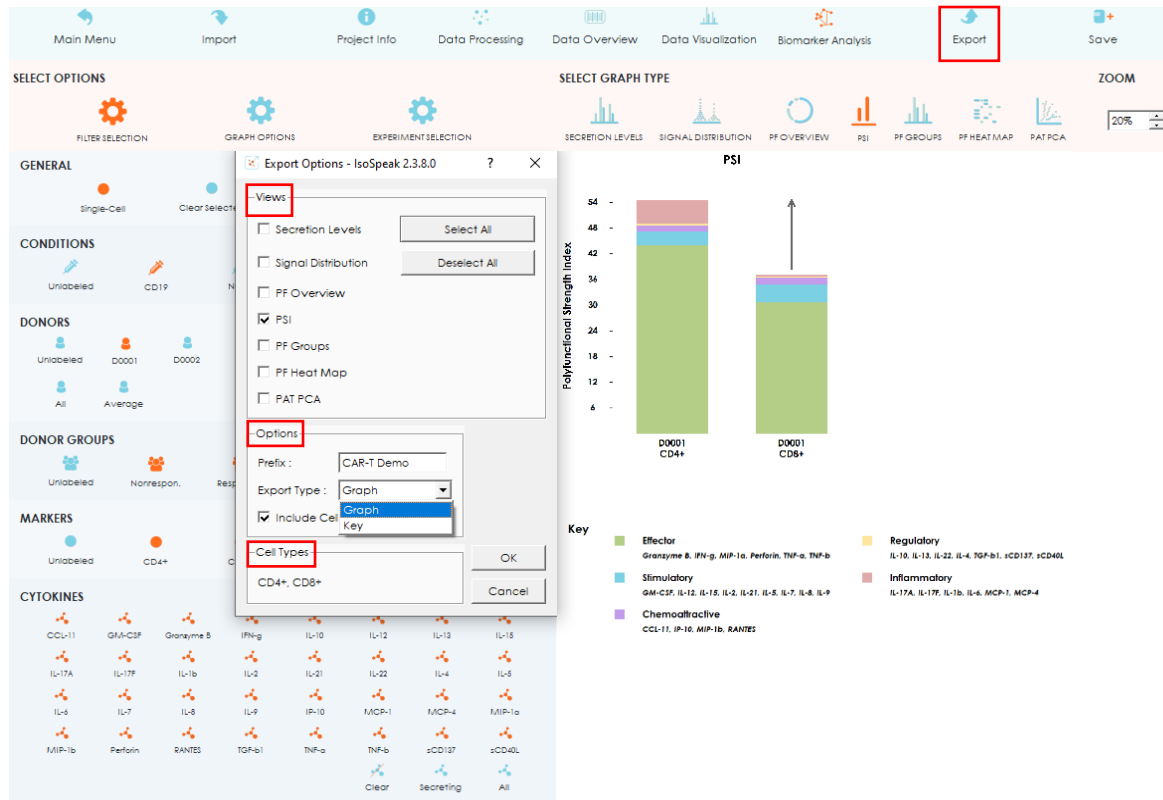 Main Menu Import Project Info Data Processing Data Overview Data Visualization Biomarker Analysis Export Save
SELECT OPTIONS
FILTER SELECTION GRAPH OPTIONS EXPERIMENT SELECTION
SELECT GRAPH TYPE
SECRETION LEVELS SIGNAL DISTRIBUTION PF OVERVIEW PSI PF GROUPS PF HEAT MAP PAT PCA
ZOOM
20%
GENERAL
Single-Cell Clear Selecte
CONDITIONS
Unlabeled CD19 N
DONORS
Unlabeled D0001 D0002
All Average
DONOR GROUPS
Unlabeled Nonrespon. Resp
MARKERS
Unlabeled CD4+ C
CYTOKINES
CCL-11 GM-CSF Granzyme B IFN-g IL-10 IL-12 IL-13 IL-15
IL-17A IL-17F IL-1b IL-2 IL-21 IL-22 IL-4 IL-5
IL-6 IL-7 IL-8 IL-9 IP-10 MCP-1 MCP-4 MIP-1a
MIP-1b Perforin RANTES TGF-b1 TNF-a TNF-b sCD137 sCD40L
Clear Secreting All
Export Options - IsoSpeak 2.3.8.0 ? X
Views
Secretion Levels Select All
Signal Distribution Deselect All
PF Overview
PSI
PF Groups
PF Heat Map
PAT PCA
Options
Prefix : CAR-T Demo
Export Type : Graph
Graph
Include Cel Key
Cell Types
CD4+, CD8+
OK
Cancel
PSI
Polyfunctional Strength Index
54 -
48 -
42 -
36 -
30 -
24 -
18 -
12 -
6 -
D0001 D0001
CD4+ CD8+
Key
Effector
Granzyme B, IFN-g, MIP-1a, Perforin, TNF-a, TNF-b
Stimulatory
GM-CSF, IL-12, IL-15, IL-2, IL-21, IL-5, IL-7, IL-8, IL-9
Chemoattractive
CCL-11, IP-10, MIP-1b, RANTES
Regulatory
IL-10, IL-13, IL-22, IL-4, TGF-b1, sCD137, sCD40L
Inflammatory
IL-17A, IL-17F, IL-1b, IL-6, MCP-1, MCP-4